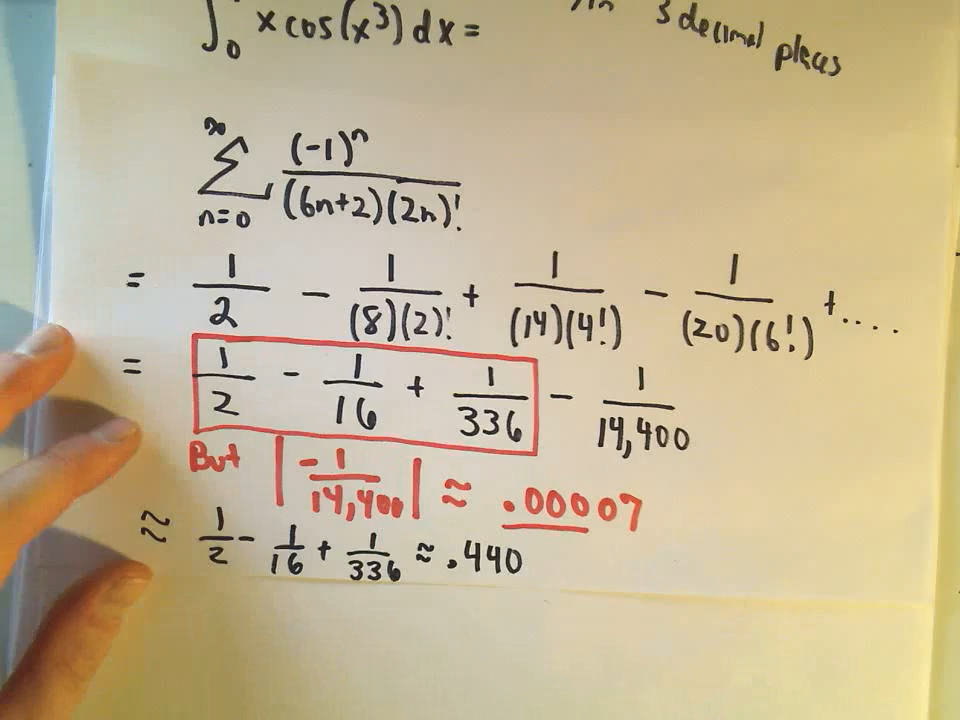 ∫₀ x cos(x³) dx = 3 decimal places
∞
∑ (-1)ⁿ / (6n+2)(2n)!
n=0
= 1/2 - 1/(8)(2)! + 1/(14)(4!) - 1/(20)(6!) + ....
= 1/2 - 1/16 + 1/336 - 1/14,400
But |-1/14,400| ≈ .00007
≈ 1/2 - 1/16 + 1/336 ≈ .440